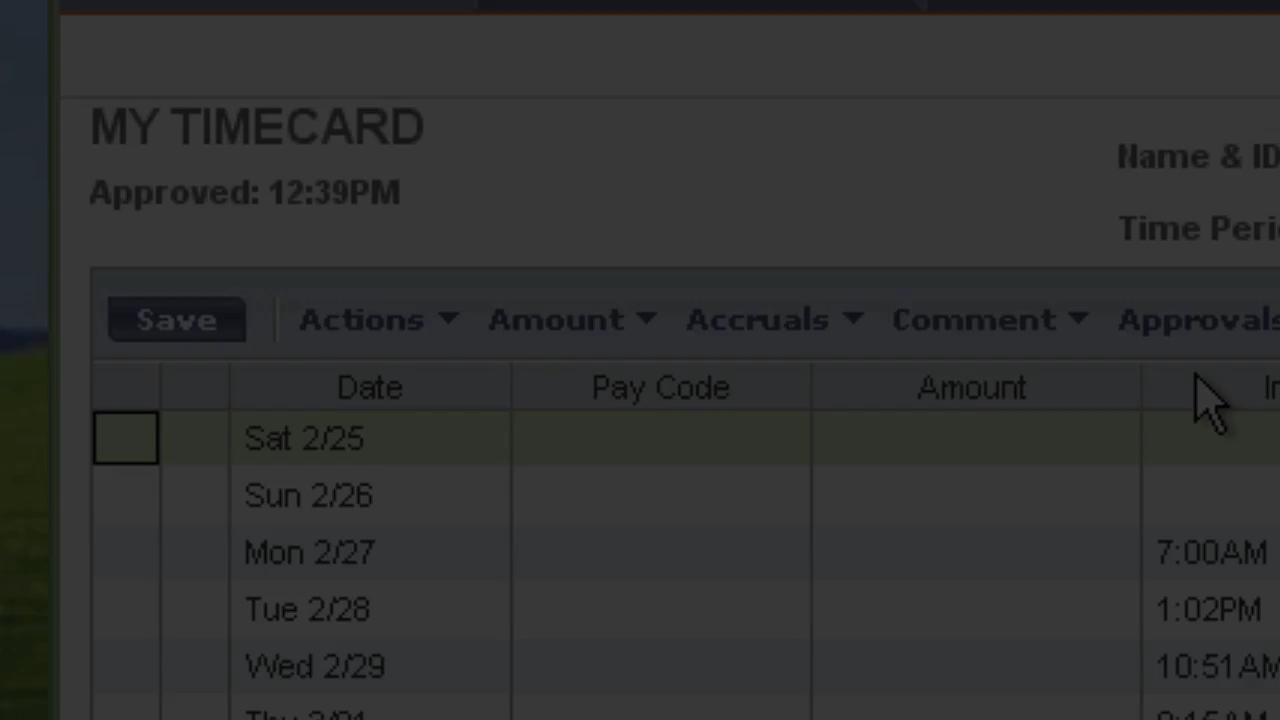 MY TIMECARD
Approved: 12:39PM
Name & ID
Time
Save Actions Amount Accruals Comment Approvals
Date Pay Code Amount
Sat 2/25
Sun 2/26
Mon 2/27 7:00AM
Tue 2/28 1:02PM
Wed 2/29 10:51AM